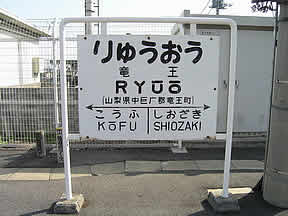 りゅうおう
竜王
RYŪŌ
(山梨県中巨摩郡竜王町)
こうふ しおざき
KŌFU SHIOZAKI